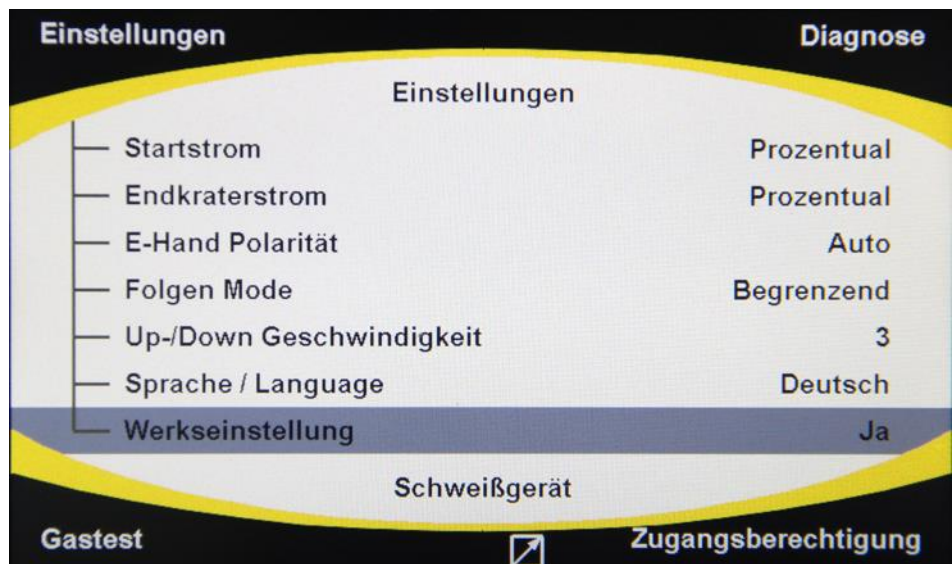 Einstellungen Diagnose
Einstellungen
Startstrom Prozentual
Endkraterstrom Prozentual
E-Hand Polarität Auto
Folgen Mode Begrenzend
Up-/Down Geschwindigkeit 3
Sprache / Language Deutsch
Werkseinstellung Ja
Schweißgerät
Gastest Zugangsberechtigung